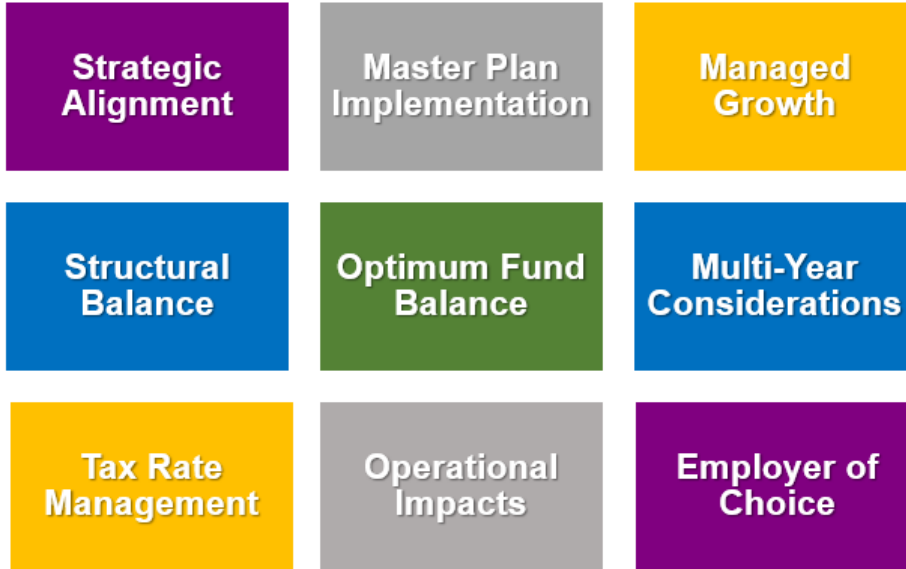 Strategic
Alignment
Master Plan
Implementation
Managed
Growth
Structural
Balance
Optimum Fund
Balance
Multi-Year
Considerations
Tax Rate
Management
Operational
Impacts
Employer of
Choice